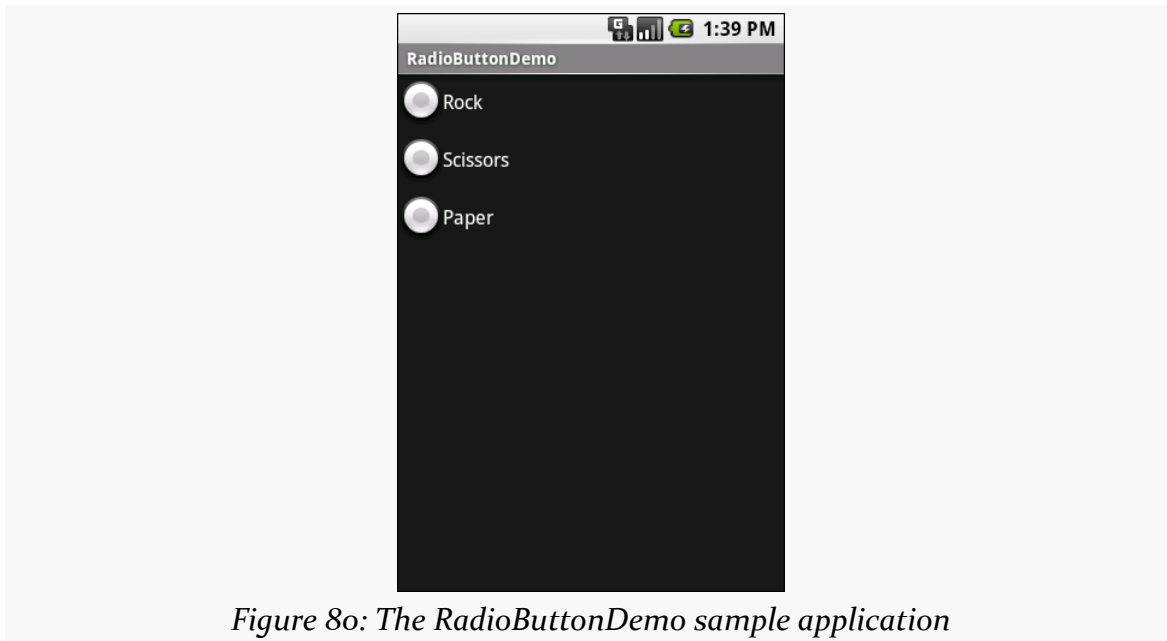 G 1:39 PM
RadioButtonDemo
Rock
Scissors
Paper
Figure 80: The RadioButtonDemo sample application